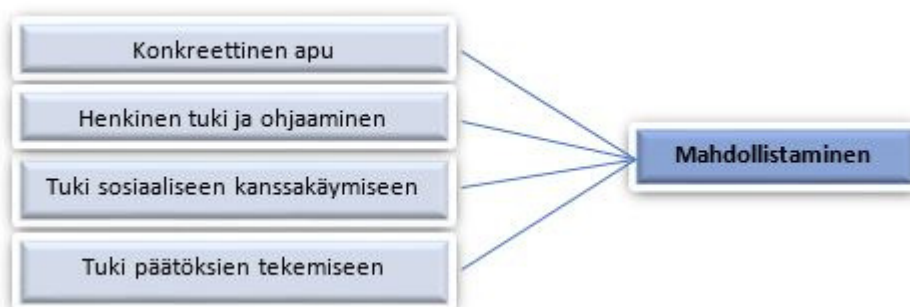 Konkreettinen apu
Henkinen tuki ja ohjaaminen
Tuki sosiaaliseen kanssakäymiseen
Tuki päätöksien tekemiseen
Mahdollistaminen